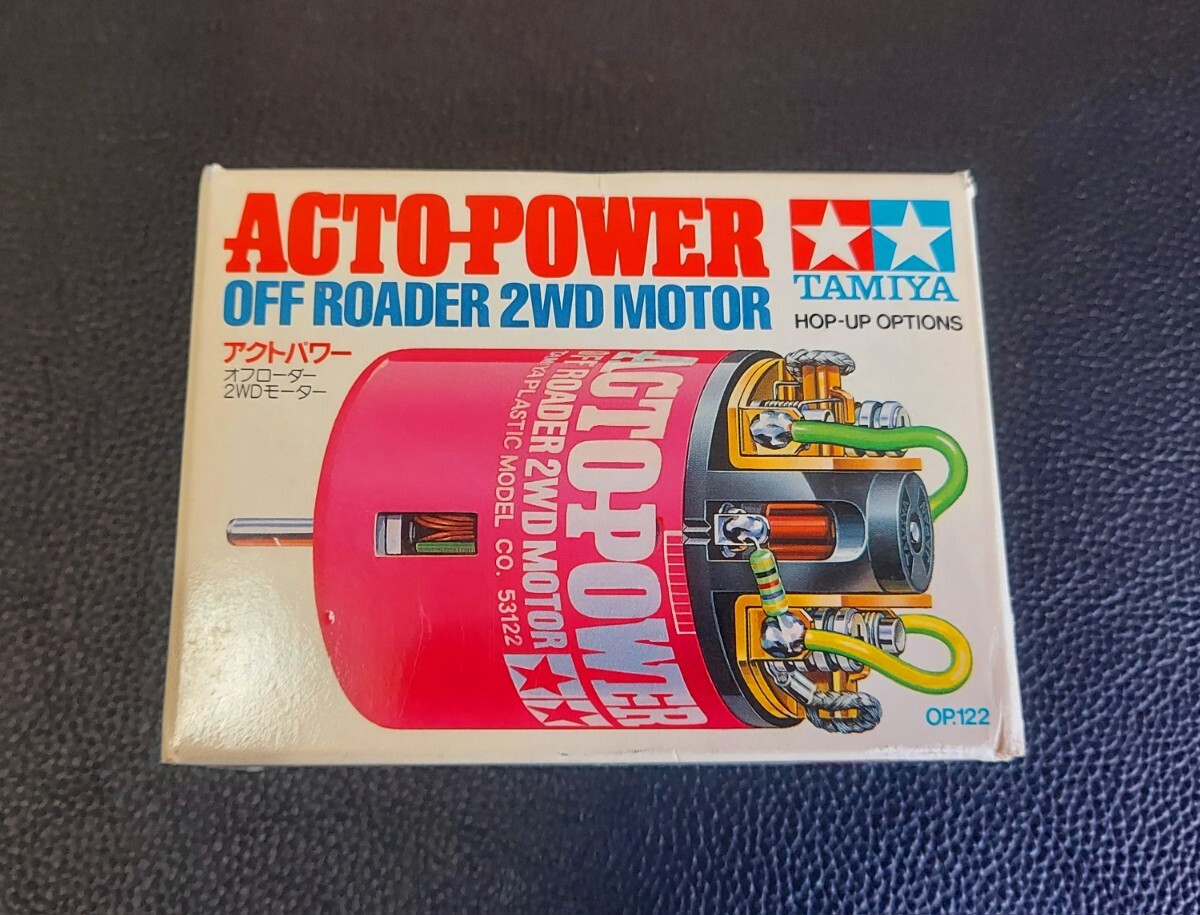 ACTO-POWER
OFF ROADER 2WD MOTOR
アクトパワー
オフローダー
2WDモーター
TAMIYA
HOP-UP OPTIONS
ACTO-POWER
OFF ROADER 2WD MOTOR
TAMIYA PLASTIC MODEL CO. 53122
OP.122